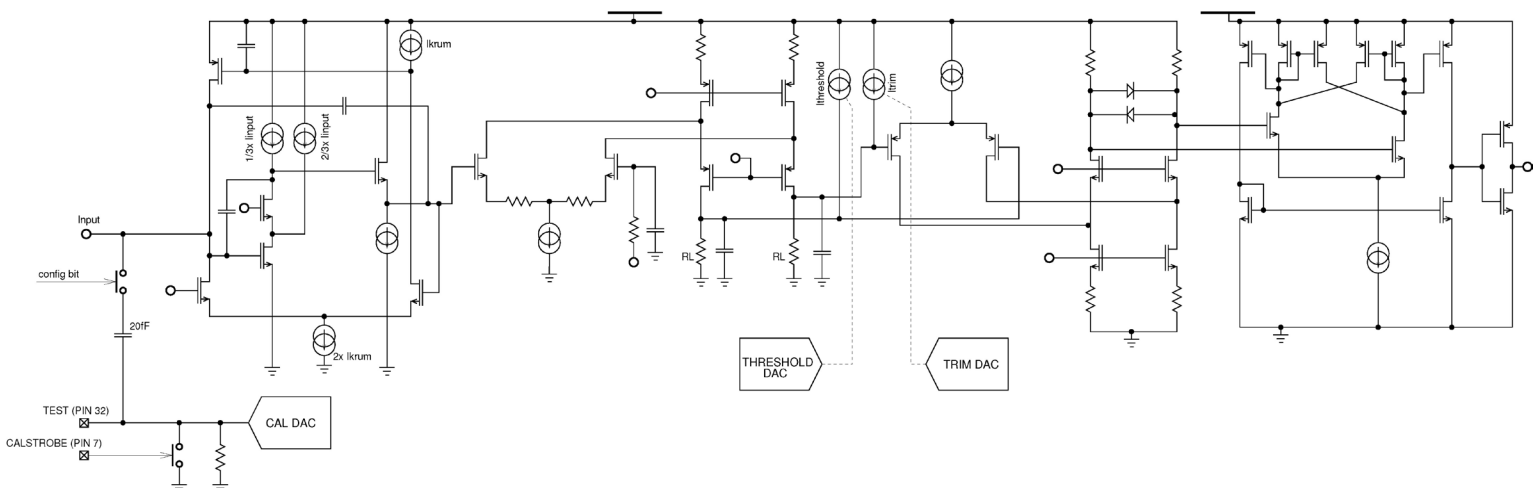 Ikrum
1/3x Iinput
2/3x Iinput
Ithreshold
Itrim
Input
config bit
20fF
2x Ikrum
RL
RL
THRESHOLD
DAC
TRIM DAC
TEST (PIN 32)
CAL DAC
CALSTROBE (PIN 7)